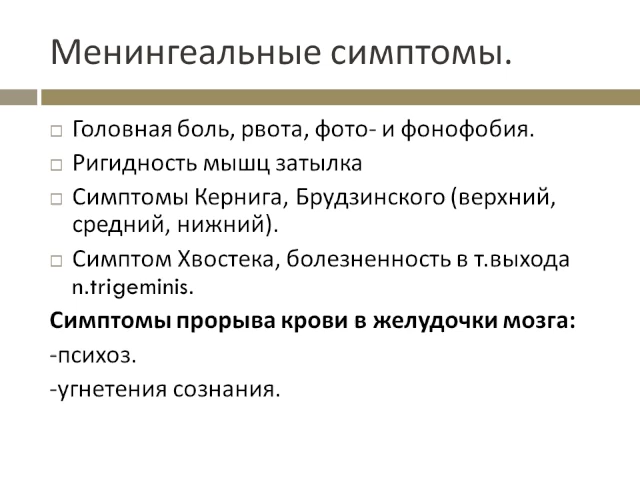 Менингеальные симптомы.
Головная боль, рвота, фото- и фонофобия.
Ригидность мышц затылка
Симптомы Кернига, Брудзинского (верхний,
средний, нижний).
Симптом Хвостека, болезненность в т.выхода
n.trigeminis.
Симптомы прорыва крови в желудочки мозга:
-психоз.
-угнетения сознания.